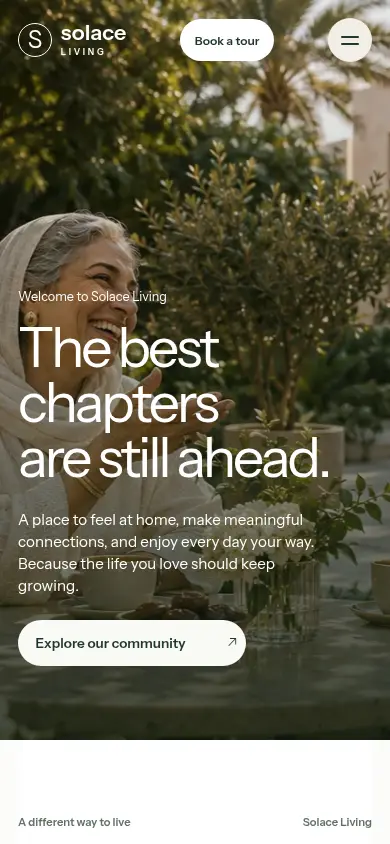 S
solace
LIVING
Book a tour
Welcome to Solace Living
The best
chapters
are still ahead.
A place to feel at home, make meaningful
connections, and enjoy every day your way.
Because the life you love should keep
growing.
Explore our community
A different way to live
Solace Living